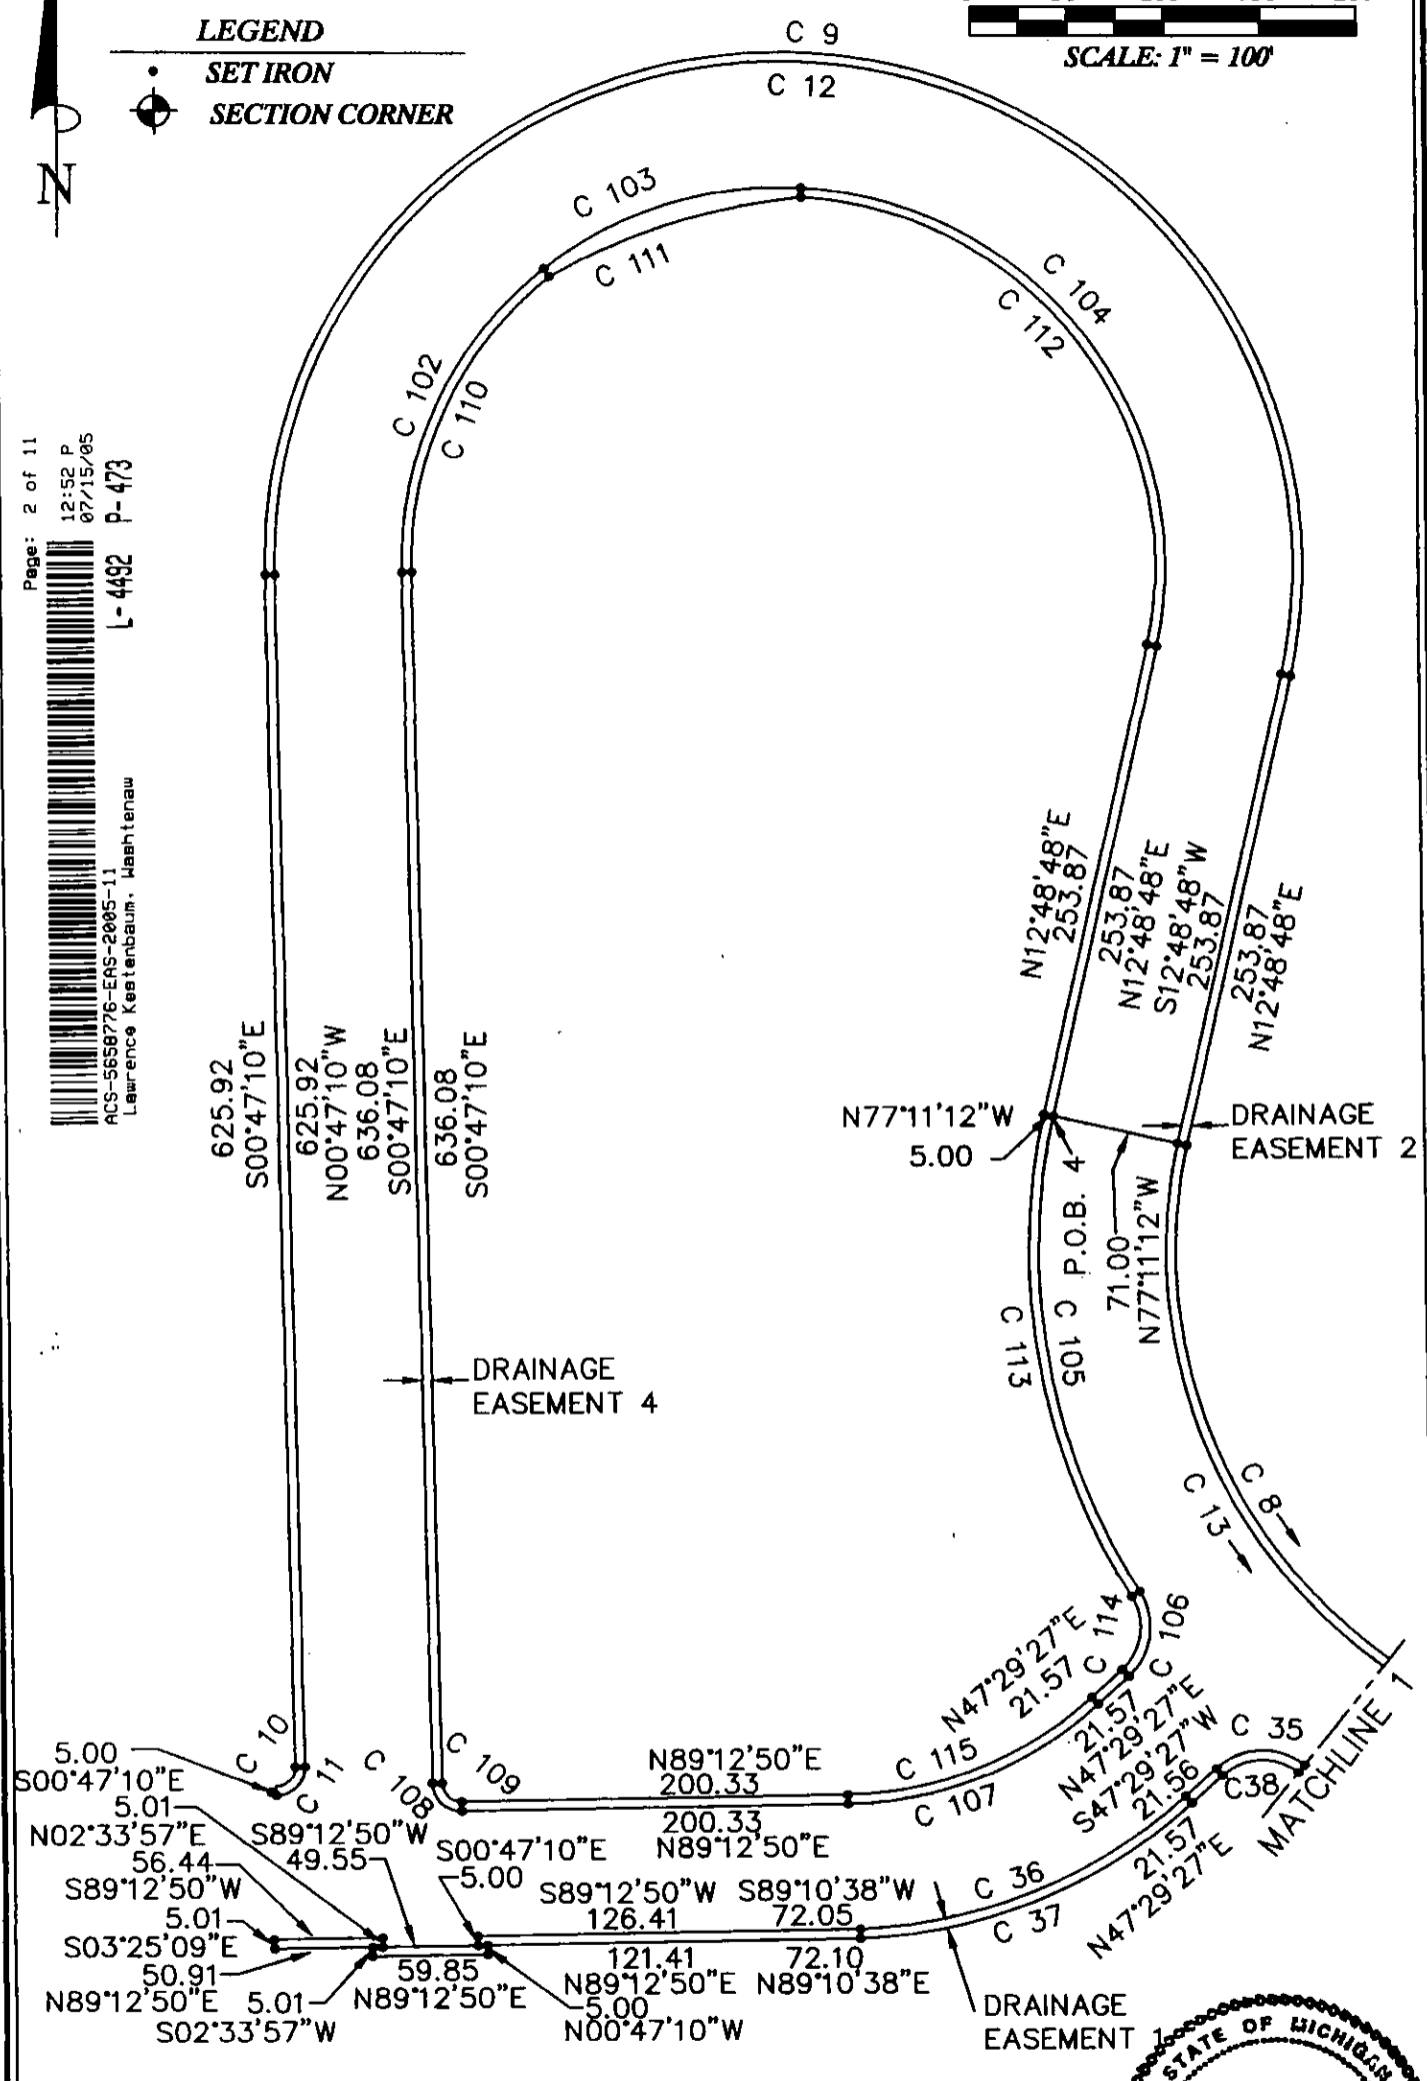 C 9
LEGEND
SET IRON
SECTION CORNER
SCALE: 1" = 100'
C 12
N
C 103
C 111
C 104
C 112
C 102
C 110
Page: 2 of 11
12:52 P
07/15/05
L-4492 P-473
ACS-5658776-EAS-2005-11
Lawrence Kestenbaum, Washtenaw
N12°48'48"E
253.87
253.87
N12°48'48"E
S12°48'48"W
253.87
253.87
N12°48'48"E
625.92
S00°47'10"E
625.92
N00°47'10"W
636.08
S00°47'10"E
636.08
S00°47'10"E
N77°11'12"W
5.00
DRAINAGE
EASEMENT 2
P.O.B. 4
71.00
N77°11'12"W
C 113
C 105
DRAINAGE
EASEMENT 4
C 8
C 13
C 114
C 106
N47°29'27"E
21.57
21.57
N47°29'27"E
S47°29'27"W
21.56
C 35
C38
MATCHLINE 1
21.57
N47°29'27"E
C 10
C 11
5.00
S00°47'10"E
C 108
C 109
N89°12'50"E
200.33
200.33
N89°12'50"E
C 115
C 107
5.01
N02°33'57"E
S89°12'50"W
49.55
S00°47'10"E
5.00
56.44
S89°12'50"W
S89°12'50"W
126.41
S89°10'38"W
72.05
C 36
C 37
5.01
S03°25'09"E
50.91
N89°12'50"E
59.85
N89°12'50"E
121.41
N89°12'50"E
72.10
N89°10'38"E
5.01
S02°33'57"W
5.00
N00°47'10"W
DRAINAGE
EASEMENT 1
STATE OF MICHIGAN